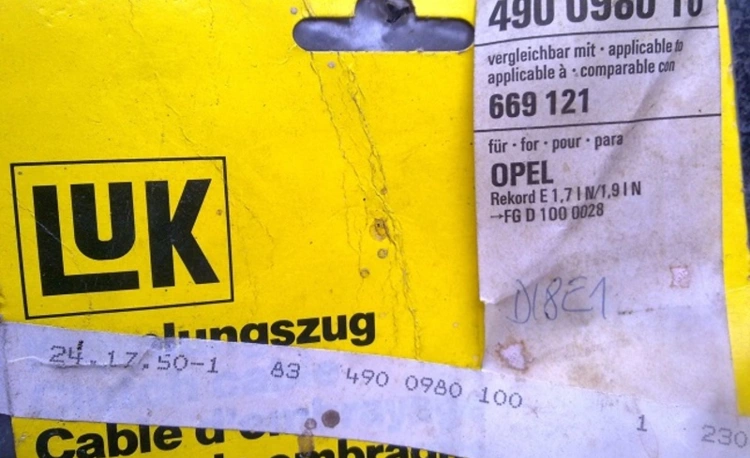 490 0980 10
vergleichbar mit · applicable to
applicable à · comparable con
669 121
für · for · pour · para
OPEL
Rekord E 1,7 l N/1,9 l N
→FG D 100 0028
LUK
D18E1
24.17.50-1 83 490 0980 100 1 230
Cable d'